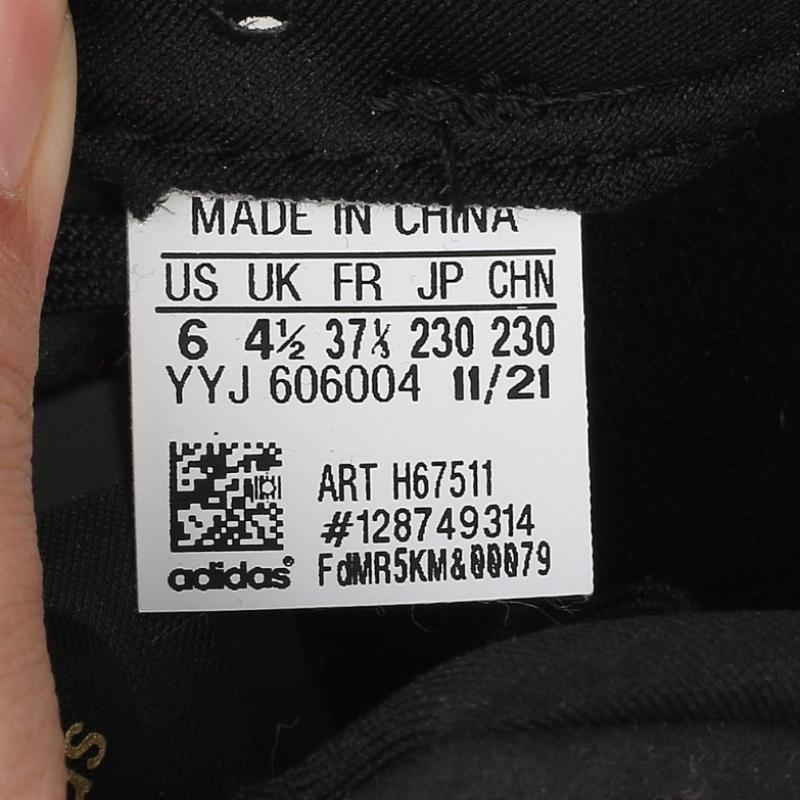 MADE IN CHINA
US UK FR JP CHN
6 4½ 37⅓ 230 230
YYJ 606004 11/21
ART H67511
#128749314
adidas® FdMR5KM&00079